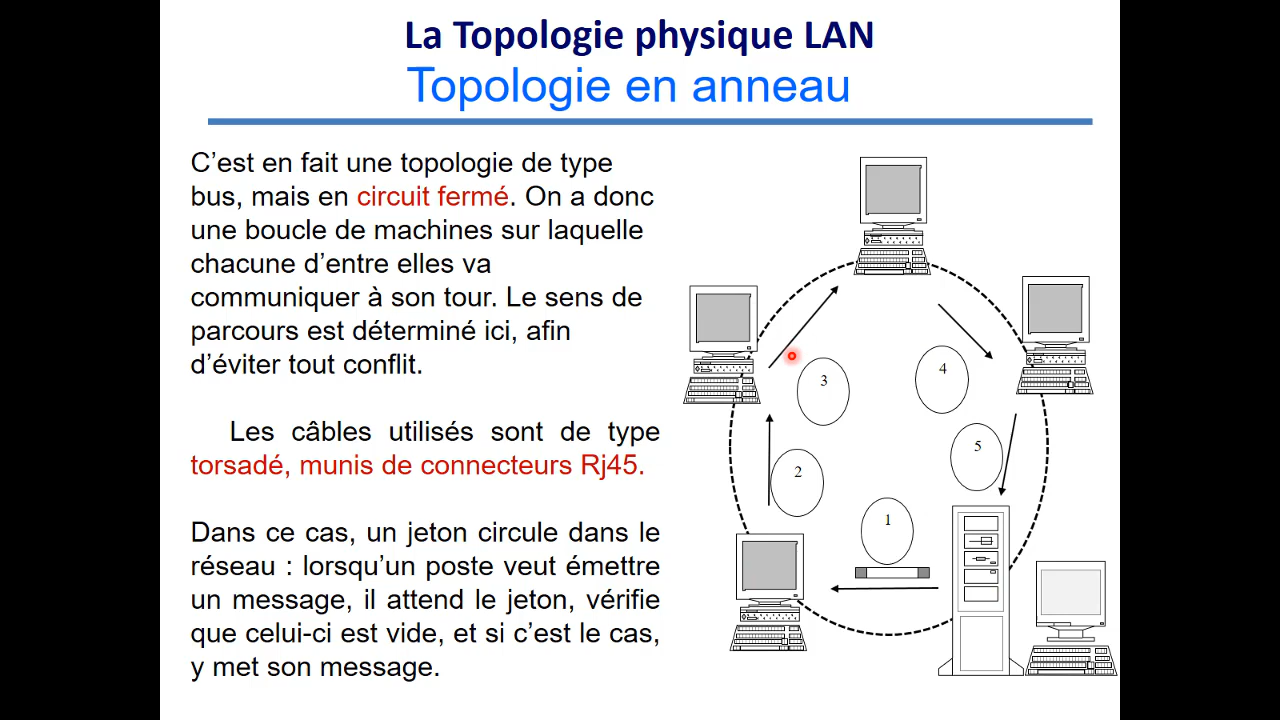 La Topologie physique LAN
Topologie en anneau
C’est en fait une topologie de type
bus, mais en circuit fermé. On a donc
une boucle de machines sur laquelle
chacune d’entre elles va
communiquer à son tour. Le sens de
parcours est déterminé ici, afin
d’éviter tout conflit.
Les câbles utilisés sont de type
torsadé, munis de connecteurs Rj45.
Dans ce cas, un jeton circule dans le
réseau : lorsqu’un poste veut émettre
un message, il attend le jeton, vérifie
que celui-ci est vide, et si c’est le cas,
y met son message.
3
4
5
2
1